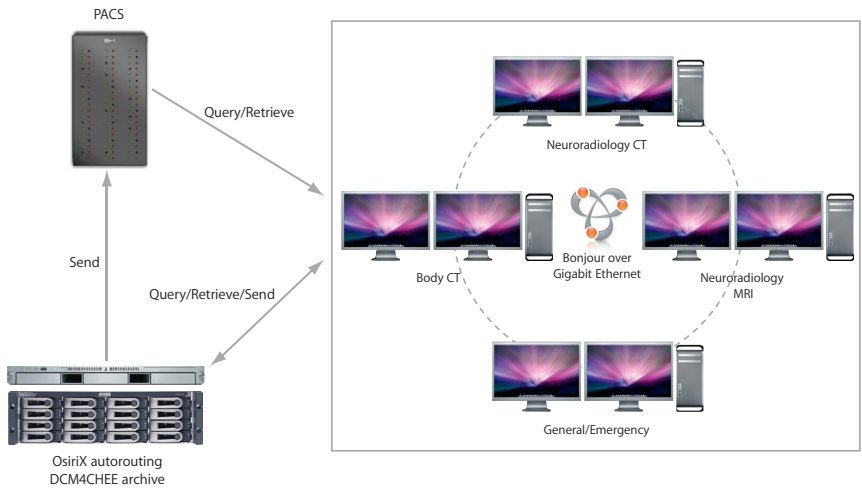 PACS
Query/Retrieve
Send
Query/Retrieve/Send
OsiriX autorouting
DCM4CHEE archive
Neuroradiology CT
Body CT
Bonjour over
Gigabit Ethernet
Neuroradiology
MRI
General/Emergency